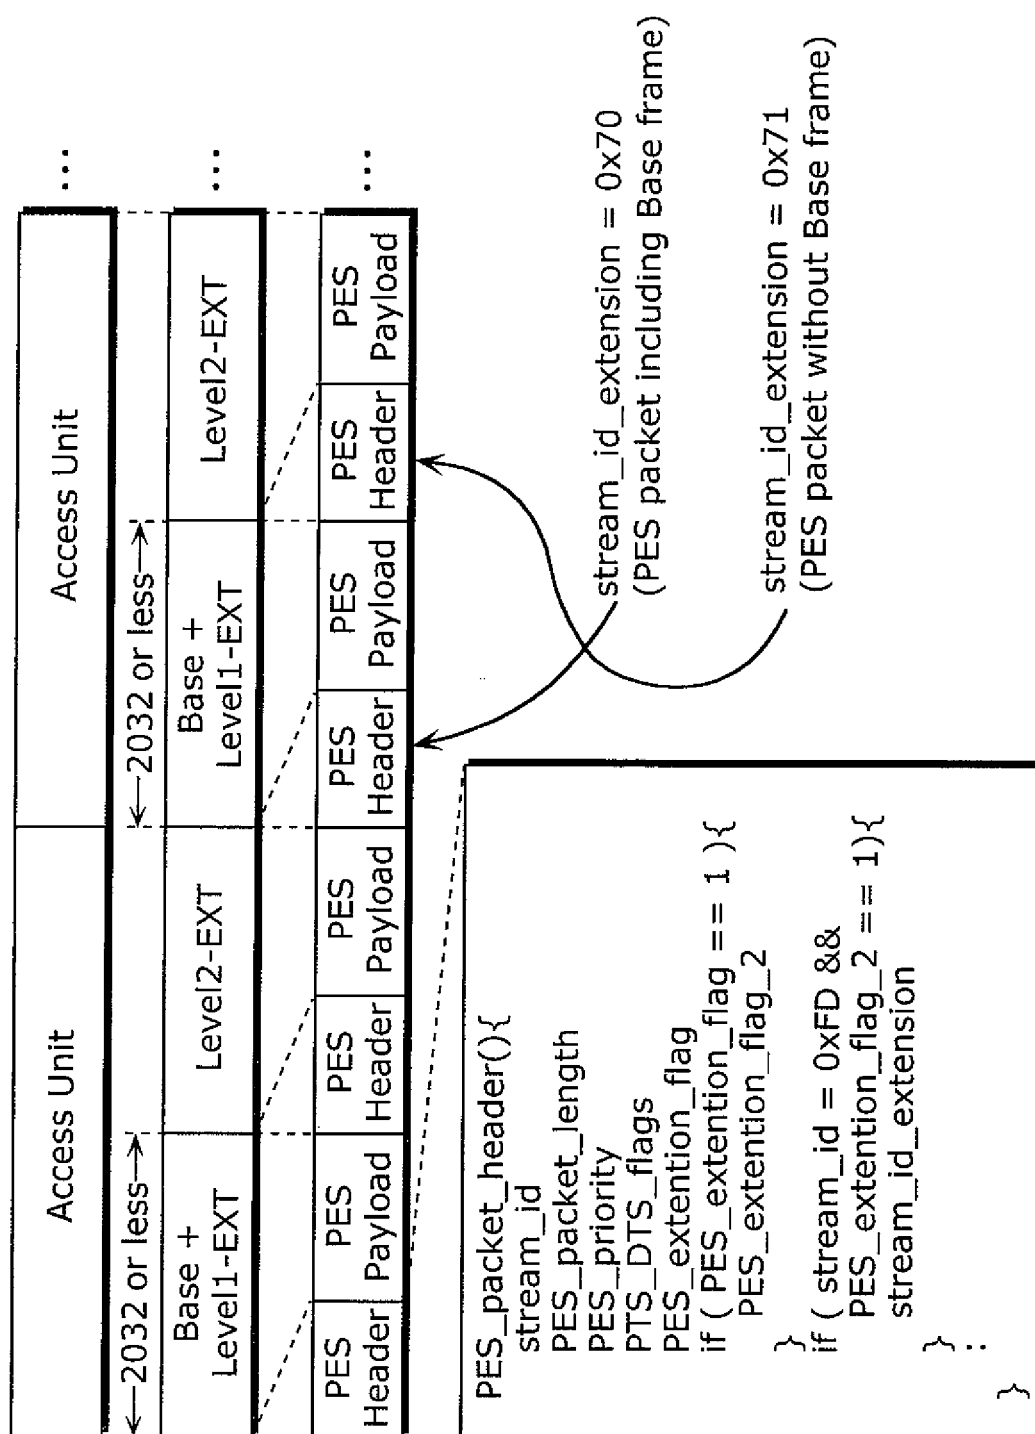 Access Unit
Access Unit
...
2032 or less
2032 or less
Base +
Level1-EXT
Level2-EXT
Base +
Level1-EXT
Level2-EXT
...
PES
Header
PES
Payload
PES
Header
PES
Payload
PES
Header
PES
Payload
PES
Header
PES
Payload
...
PES_packet_header(){
stream_id
PES_packet_length
PES_priority
PTS_DTS_flags
PES_extention_flag
if ( PES_extention_flag == 1 ){
PES_extention_flag_2
}
if ( stream_id = 0xFD &&
PES_extention_flag_2 == 1){
stream_id_extension
}
:
}
stream_id_extension = 0x70
(PES packet including Base frame)
stream_id_extension = 0x71
(PES packet without Base frame)